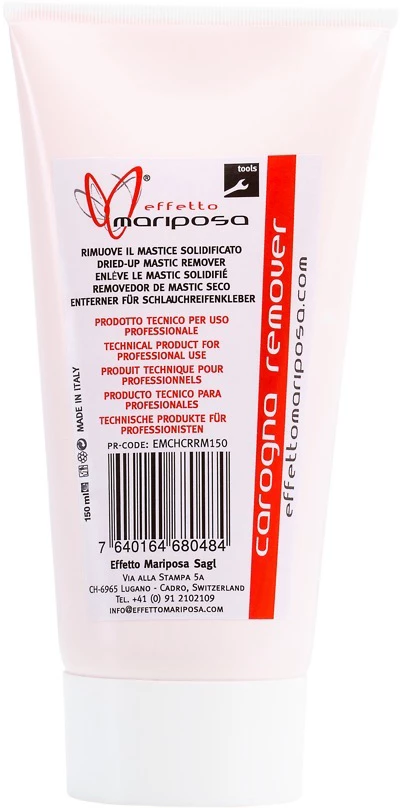 tools
effetto
mariposa®
RIMUOVE IL MASTICE SOLIDIFICATO
DRIED-UP MASTIC REMOVER
ENLÈVE LE MASTIC SOLIDIFIÉ
REMOVEDOR DE MASTIC SECO
ENTFERNER FÜR SCHLAUCHREIFENKLEBER
PRODOTTO TECNICO PER USO
PROFESSIONALE
TECHNICAL PRODUCT FOR
PROFESSIONAL USE
PRODUIT TECHNIQUE POUR
PROFESSIONNELS
PRODUCTO TECNICO PARA
PROFESIONALES
TECHNISCHE PRODUKTE FÜR
PROFESSIONISTEN
PR-CODE: EMCHCRRM150
7 640164 680484
Effetto Mariposa Sagl
VIA ALLA STAMPA 5A
CH-6965 LUGANO - CADRO, SWITZERLAND
TEL. +41 (0) 91 2102109
INFO@EFFETTOMARIPOSA.COM
150 ml
MADE IN ITALY
carogna remover
effettomariposa.com